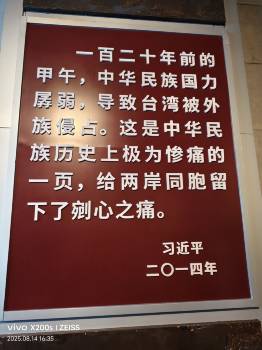 一百二十年前的
甲午，中华民族国力
孱弱，导致台湾被外
族侵占。这是中华民
族历史上极为惨痛的
一页，给两岸同胞留
下了剜心之痛。
习近平
二〇一四年
vivo X200s | ZEISS
2025.08.14 16:35